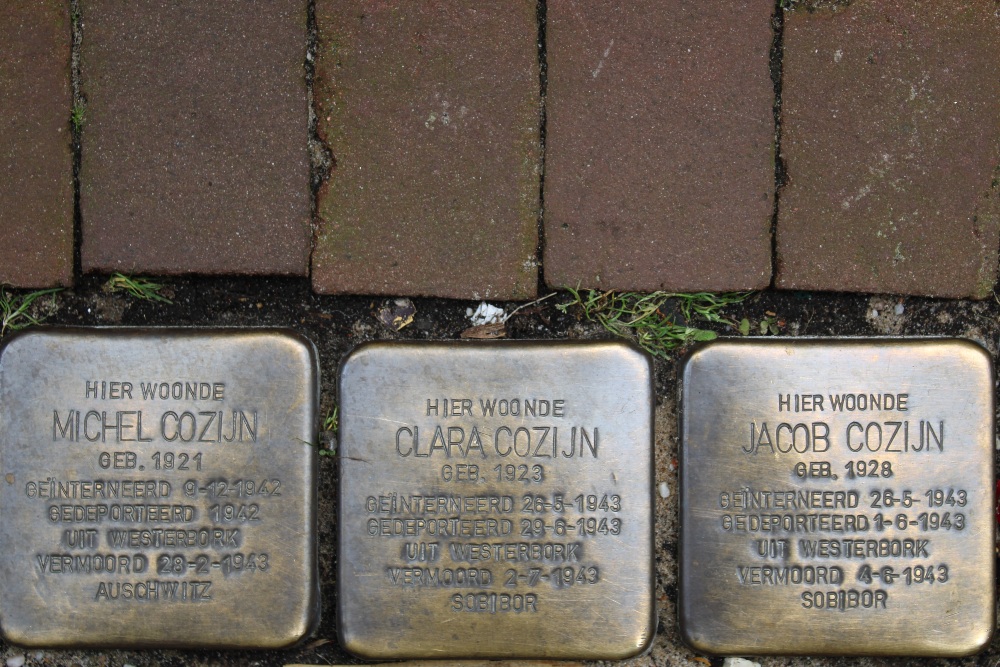 HIER WOONDE
MICHEL COZIJN
GEB. 1921
GEÏNTERNEERD 9-12-1942
GEDEPORTEERD 1942
UIT WESTERBORK
VERMOORD 28-2-1943
AUSCHWITZ
HIER WOONDE
CLARA COZIJN
GEB. 1923
GEÏNTERNEERD 26-5-1943
GEDEPORTEERD 29-6-1943
UIT WESTERBORK
VERMOORD 2-7-1943
SOBIBOR
HIER WOONDE
JACOB COZIJN
GEB. 1928
GEÏNTERNEERD 26-5-1943
GEDEPORTEERD 1-6-1943
UIT WESTERBORK
VERMOORD 4-6-1943
SOBIBOR